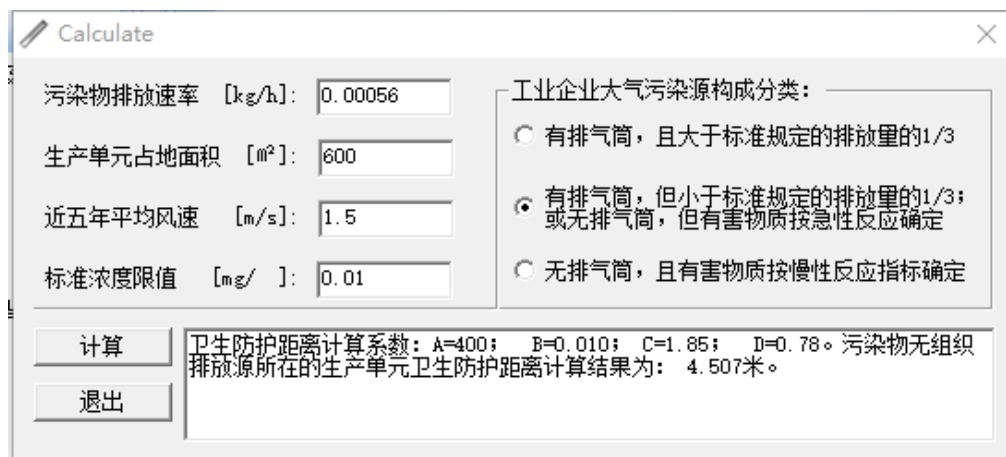 Calculate
污染物排放速率 [kg/h]: 0.00056
生产单元占地面积 [m²]: 600
近五年平均风速 [m/s]: 1.5
标准浓度限值 [mg/ ]: 0.01
工业企业大气污染源构成分类:
有排气筒，且大于标准规定的排放量的1/3
有排气筒，但小于标准规定的排放量的1/3；
或无排气筒，但有害物质按急性反应确定
无排气筒，且有害物质按慢性反应指标确定
计算
退出
卫生防护距离计算系数: A=400; B=0.010; C=1.85; D=0.78。污染物无组织
排放源所在的生产单元卫生防护距离计算结果为: 4.507米。